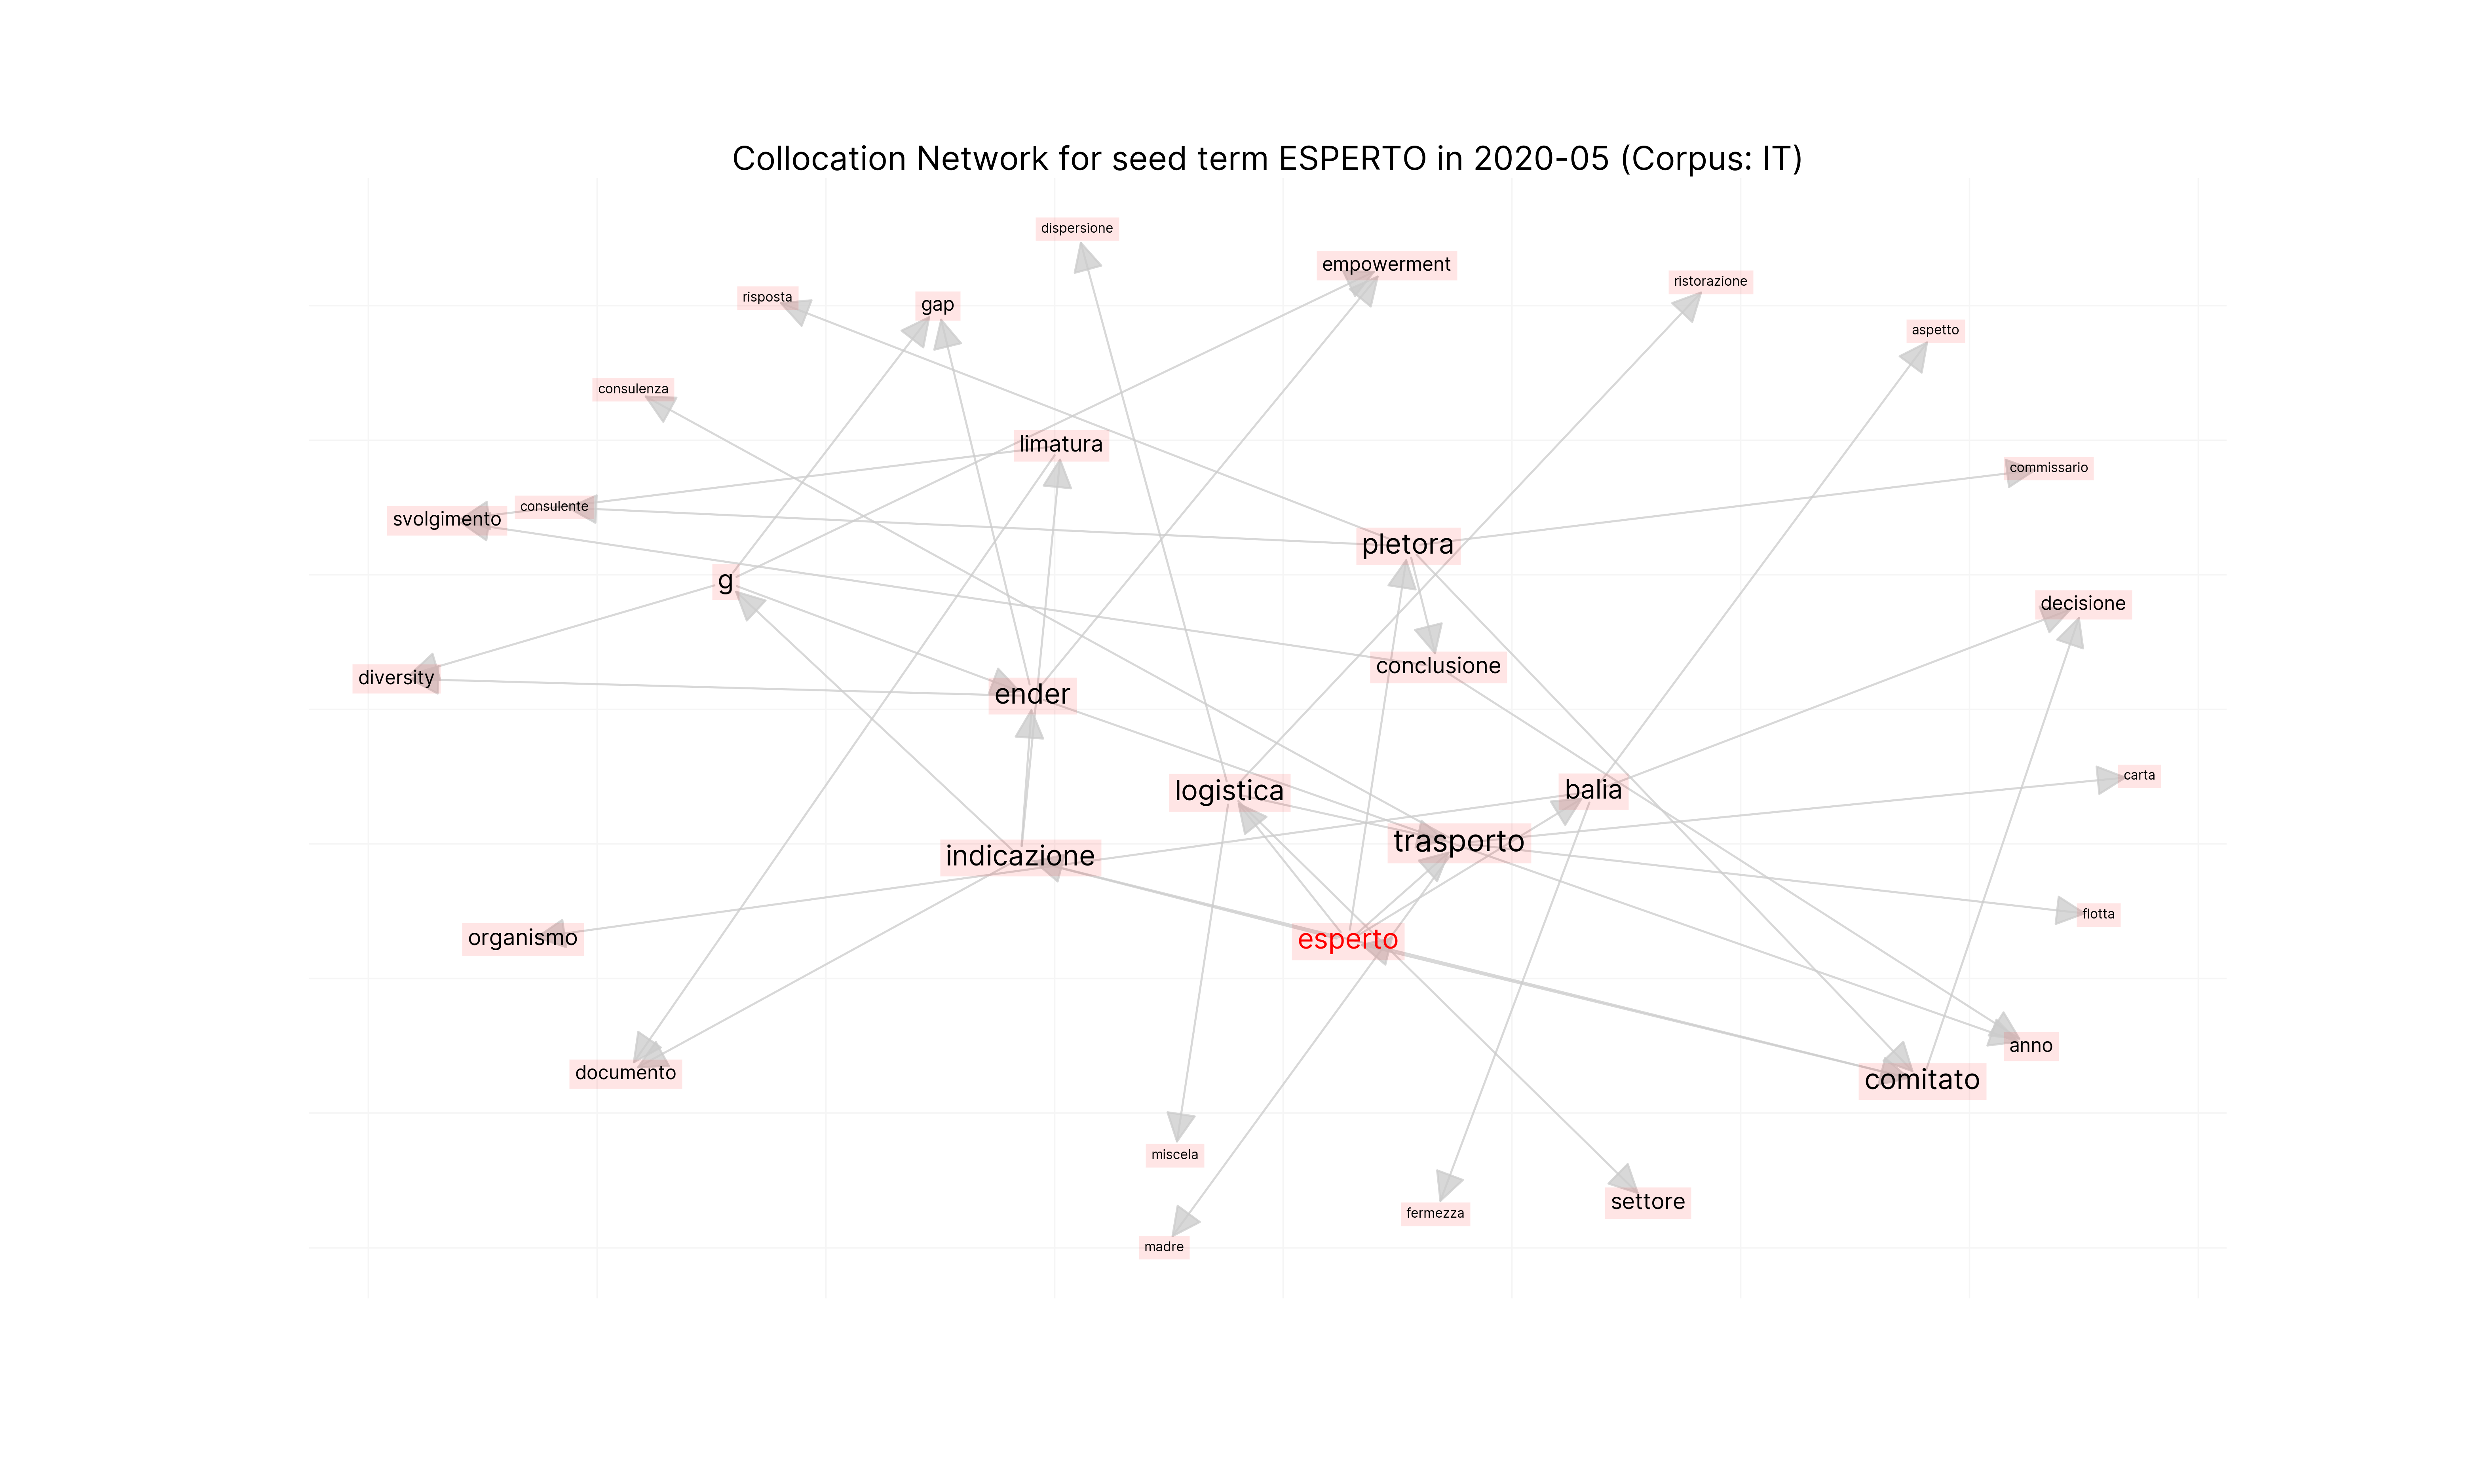 Collocation Network for seed term ESPERTO in 2020-05 (Corpus: IT)
dispersione
empowerment
ristorazione
risposta
gap
aspetto
consulenza
limatura
commissario
consulente
svolgimento
pletora
g
decisione
conclusione
diversity
ender
carta
logistica
balia
trasporto
indicazione
flotta
organismo
esperto
anno
documento
comitato
miscela
settore
fermezza
madre